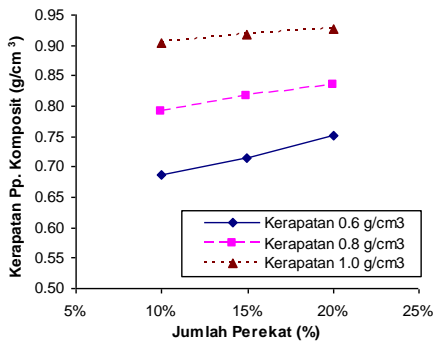 0.95
0.90
0.85
0.80
0.75
0.70
0.65
0.60
0.55
0.50
Kerapatan Pp. Komposit (g/cm³)
Kerapatan 0.6 g/cm3
Kerapatan 0.8 g/cm3
Kerapatan 1.0 g/cm3
5% 10% 15% 20% 25%
Jumlah Perekat (%)